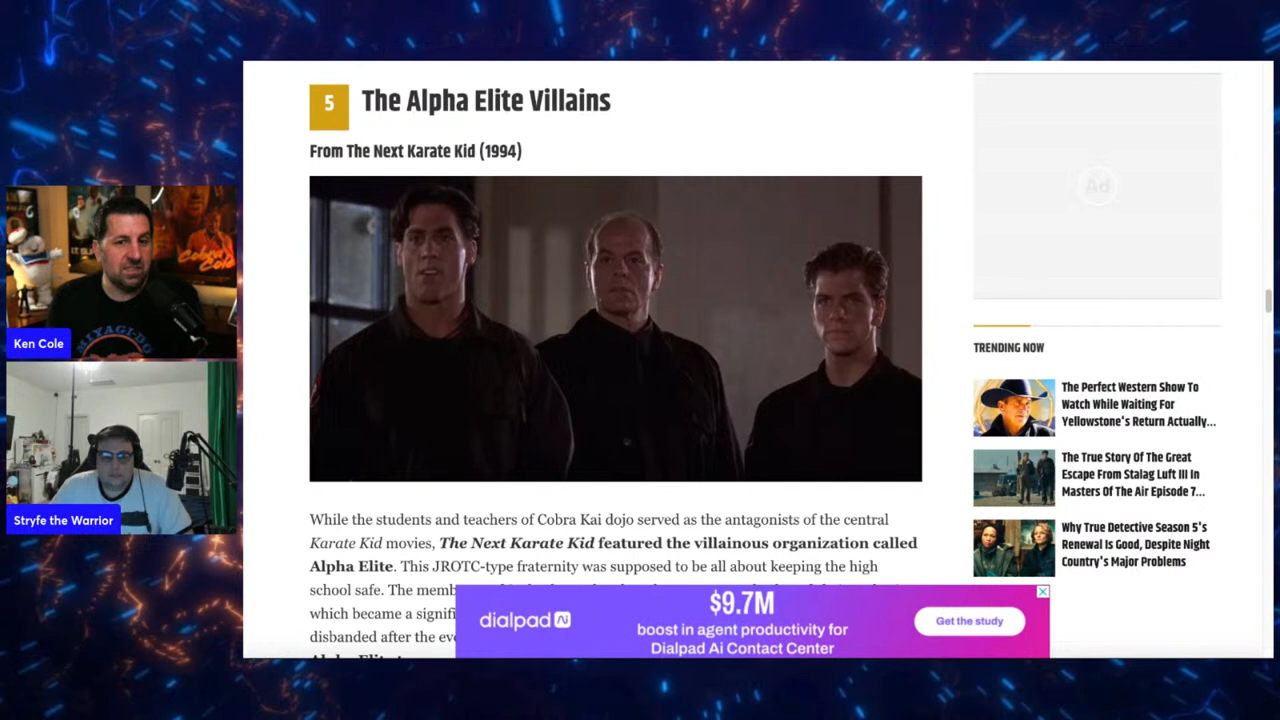 5
The Alpha Elite Villains
From The Next Karate Kid (1994)
While the students and teachers of Cobra Kai dojo served as the antagonists of the central
Karate Kid movies, The Next Karate Kid featured the villainous organization called
Alpha Elite. This JROTC-type fraternity was supposed to be all about keeping the high
school safe. The
which became a
disbanded after the
Ad
TRENDING NOW
The Perfect Western Show To
Watch While Waiting For
Yellowstone's Return Actually...
The True Story Of The Great
Escape From Stalag Luft III In
Masters Of The Air Episode 7...
Why True Detective Season 5's
Renewal Is Good, Despite Night
Country's Major Problems
dialpad Ai
$9.7M
boost in agent productivity for
Dialpad Ai Contact Center
Get the study
Cobra
MIYAGI-DO
Ken Cole
Stryfe the Warrior